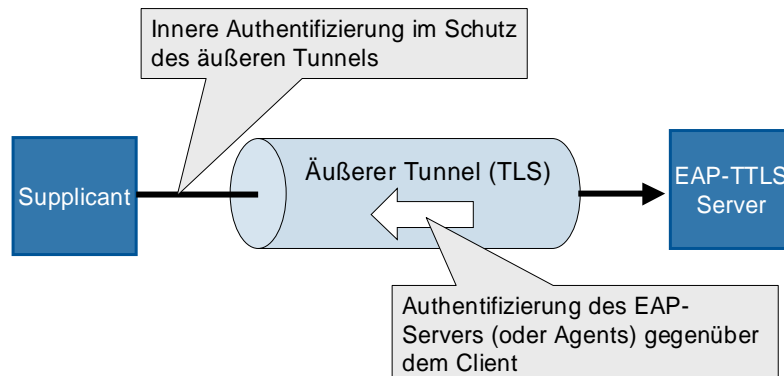 Innere Authentifizierung im Schutz
des äußeren Tunnels
Supplicant
Äußerer Tunnel (TLS)
EAP-TTLS
Server
Authentifizierung des EAP-
Servers (oder Agents) gegenüber
dem Client